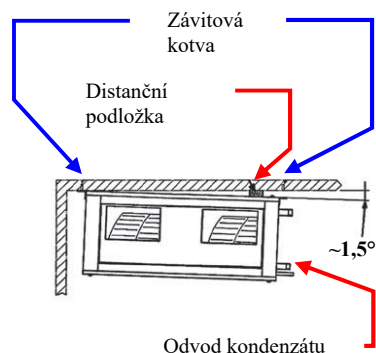 Závitová
kotva
Distanční
podložka
~1,5°
Odvod kondenzátu